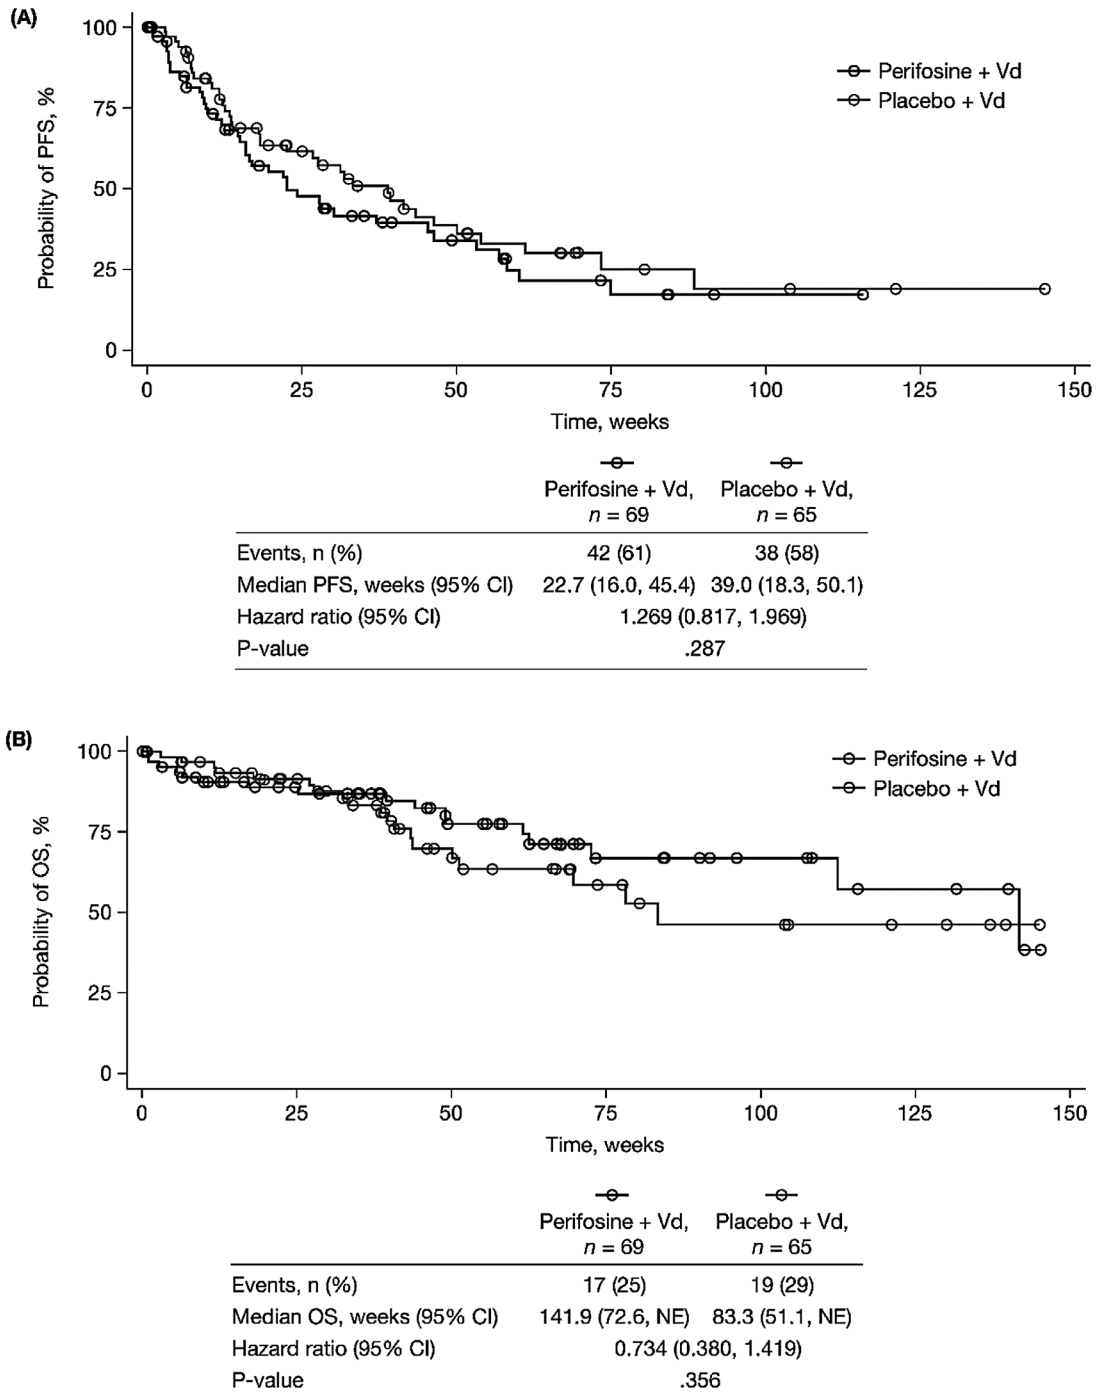 (A)
100
75
50
25
0
Probability of PFS, %
Perifosine + Vd
Placebo + Vd
0 25 50 75 100 125 150
Time, weeks
Perifosine + Vd, Placebo + Vd,
n = 69 n = 65
Events, n (%) 42 (61) 38 (58)
Median PFS, weeks (95% CI) 22.7 (16.0, 45.4) 39.0 (18.3, 50.1)
Hazard ratio (95% CI) 1.269 (0.817, 1.969)
P-value .287
(B)
100
75
50
25
0
Probability of OS, %
Perifosine + Vd
Placebo + Vd
0 25 50 75 100 125 150
Time, weeks
Perifosine + Vd, Placebo + Vd,
n = 69 n = 65
Events, n (%) 17 (25) 19 (29)
Median OS, weeks (95% CI) 141.9 (72.6, NE) 83.3 (51.1, NE)
Hazard ratio (95% CI) 0.734 (0.380, 1.419)
P-value .356